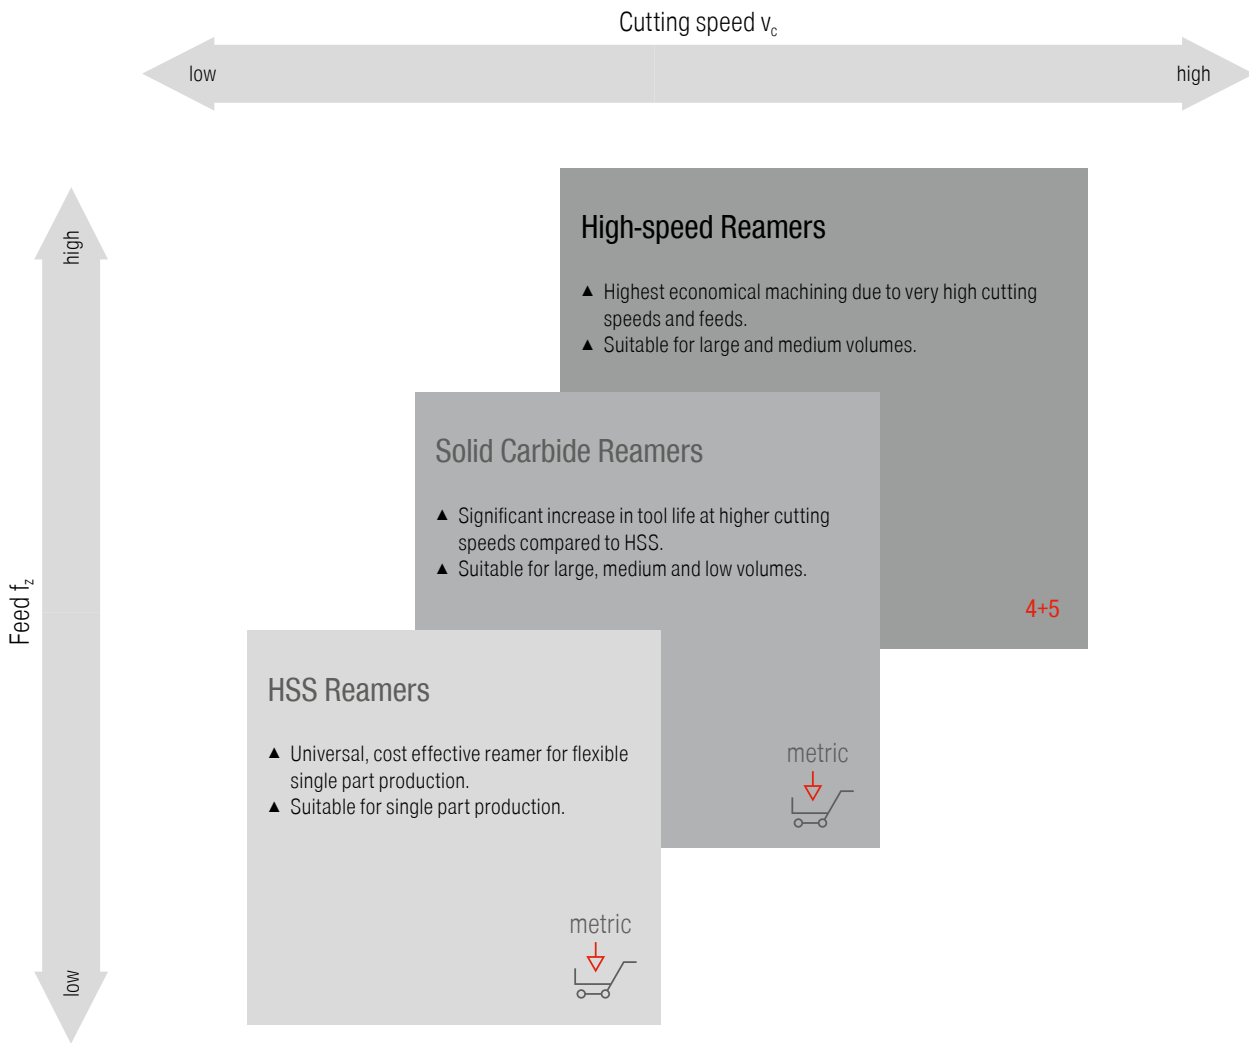 Cutting speed vc
low
high
high
Feed fz
low
High-speed Reamers
▲ Highest economical machining due to very high cutting
speeds and feeds.
▲ Suitable for large and medium volumes.
4+5
Solid Carbide Reamers
▲ Significant increase in tool life at higher cutting
speeds compared to HSS.
▲ Suitable for large, medium and low volumes.
metric
HSS Reamers
▲ Universal, cost effective reamer for flexible
single part production.
▲ Suitable for single part production.
metric